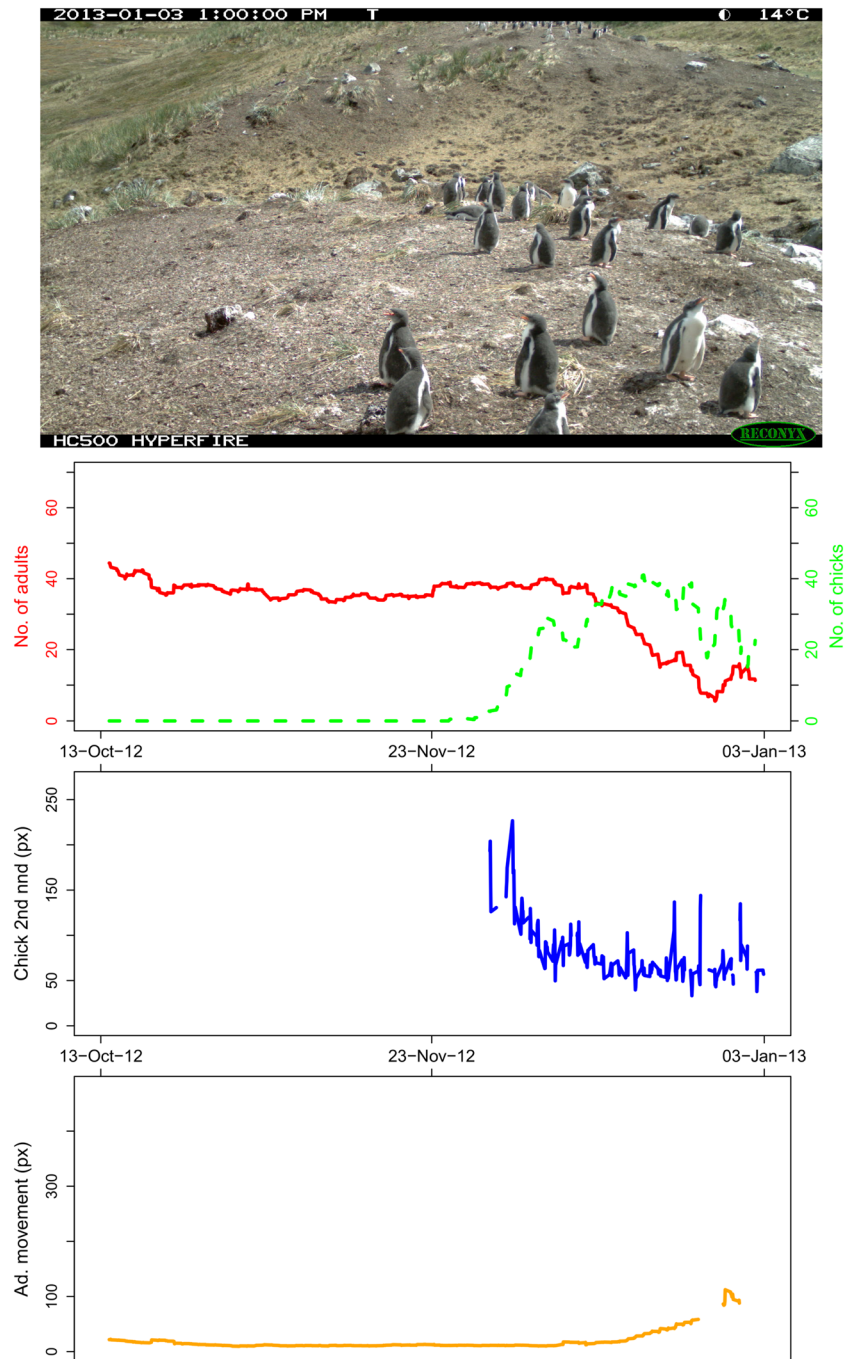 2013-01-03 1:00:00 PM T 14°C
HC500 HYPERFIRE RECONYX
No. of adults
0 20 40 60
No. of chicks
0 20 40 60
13-Oct-12 23-Nov-12 03-Jan-13
Chick 2nd nnd (px)
0 50 150 250
13-Oct-12 23-Nov-12 03-Jan-13
Ad. movement (px)
0 100 300